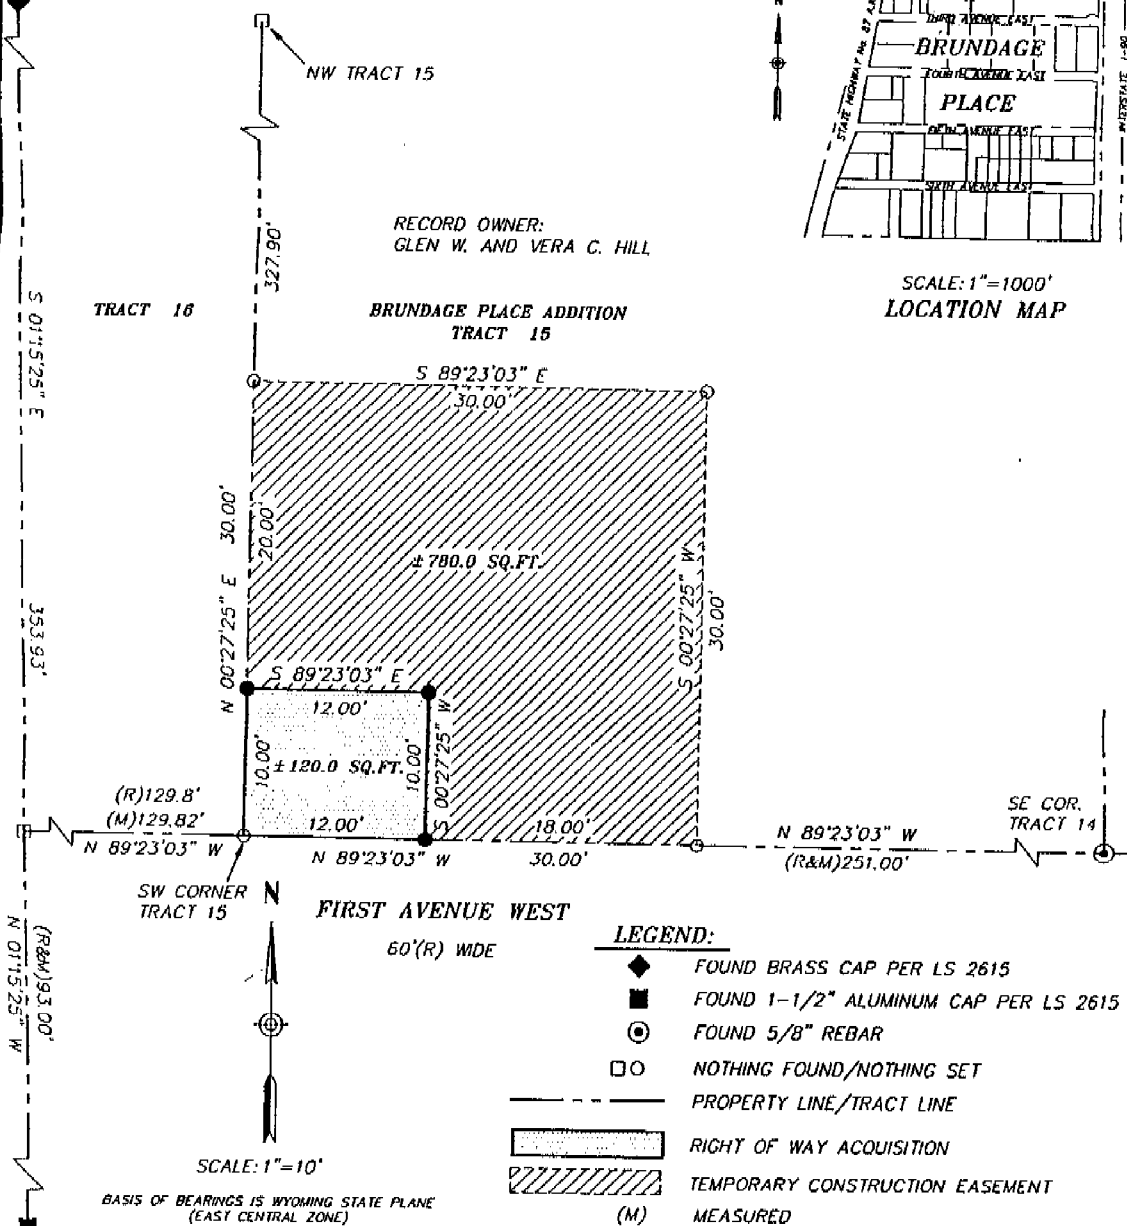 NW TRACT 15
THIRD AVENUE EAST
BRUNDAGE
FOURTH AVENUE EAST
PLACE
FIFTH AVENUE EAST
SIXTH AVENUE EAST
STATE HIGHWAY No. 87
INTERSTATE I-90
SCALE: 1"=1000'
LOCATION MAP
RECORD OWNER:
GLEN W. AND VERA C. HILL
327.90'
TRACT 16
BRUNDAGE PLACE ADDITION
TRACT 15
S 01°15'25" E
353.93'
S 89°23'03" E
30.00'
N 00°27'25" E 30.00'
20.00'
±780.0 SQ.FT.
S 00°27'25" W
30.00'
S 89°23'03" E
12.00'
10.00'
±120.0 SQ.FT.
10.00'
S 00°27'25" W
(R)129.8'
(M)129.82'
N 89°23'03" W
12.00'
18.00'
N 89°23'03" W
30.00'
N 89°23'03" W
(R&M)251.00'
SE COR.
TRACT 14
SW CORNER
TRACT 15
N
FIRST AVENUE WEST
60'(R) WIDE
(R&M)93.00'
N 01°15'25" W
SCALE: 1"=10'
BASIS OF BEARINGS IS WYOMING STATE PLANE
(EAST CENTRAL ZONE)
LEGEND:
FOUND BRASS CAP PER LS 2615
FOUND 1-1/2" ALUMINUM CAP PER LS 2615
FOUND 5/8" REBAR
NOTHING FOUND/NOTHING SET
PROPERTY LINE/TRACT LINE
RIGHT OF WAY ACQUISITION
TEMPORARY CONSTRUCTION EASEMENT
(M) MEASURED